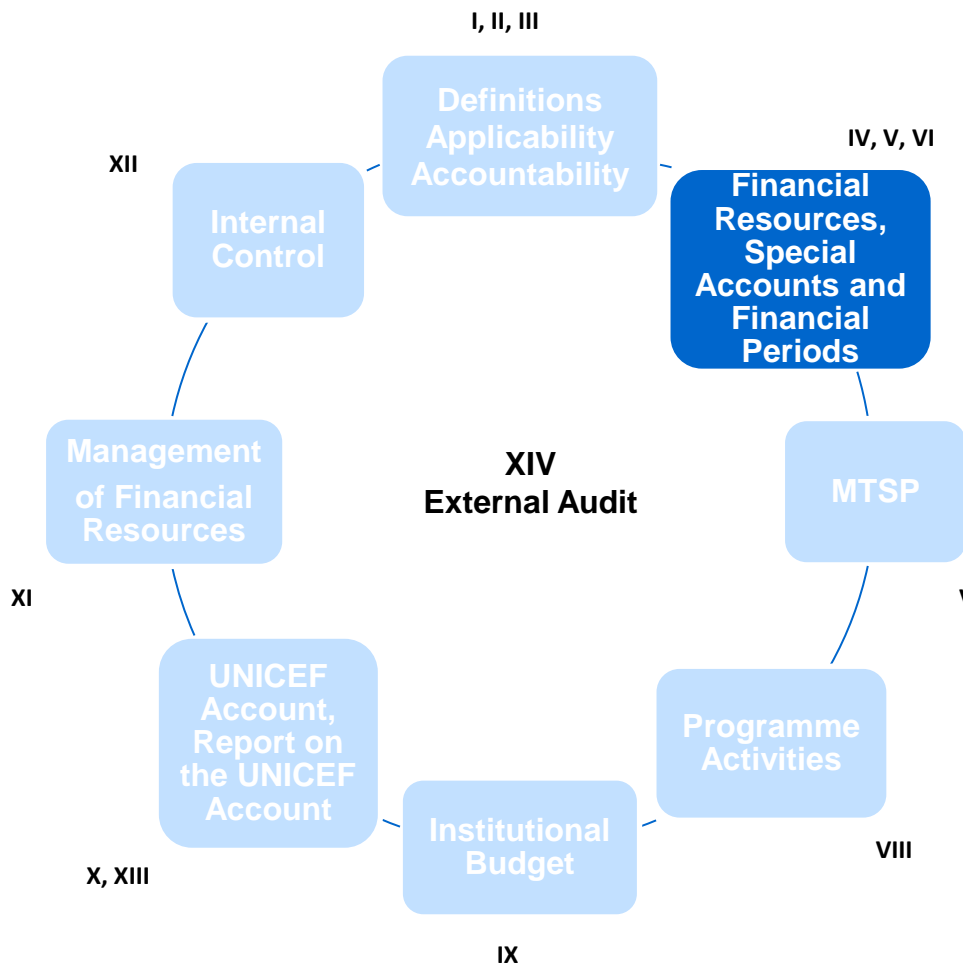 I, II, III
Definitions
Applicability
Accountability
IV, V, VI
Financial
Resources,
Special
Accounts and
Financial
Periods
XII
Internal
Control
Management
of Financial
Resources
XI
XIV
External Audit
MTSP
UNICEF
Account,
Report on
the UNICEF
Account
X, XIII
Programme
Activities
VIII
Institutional
Budget
IX